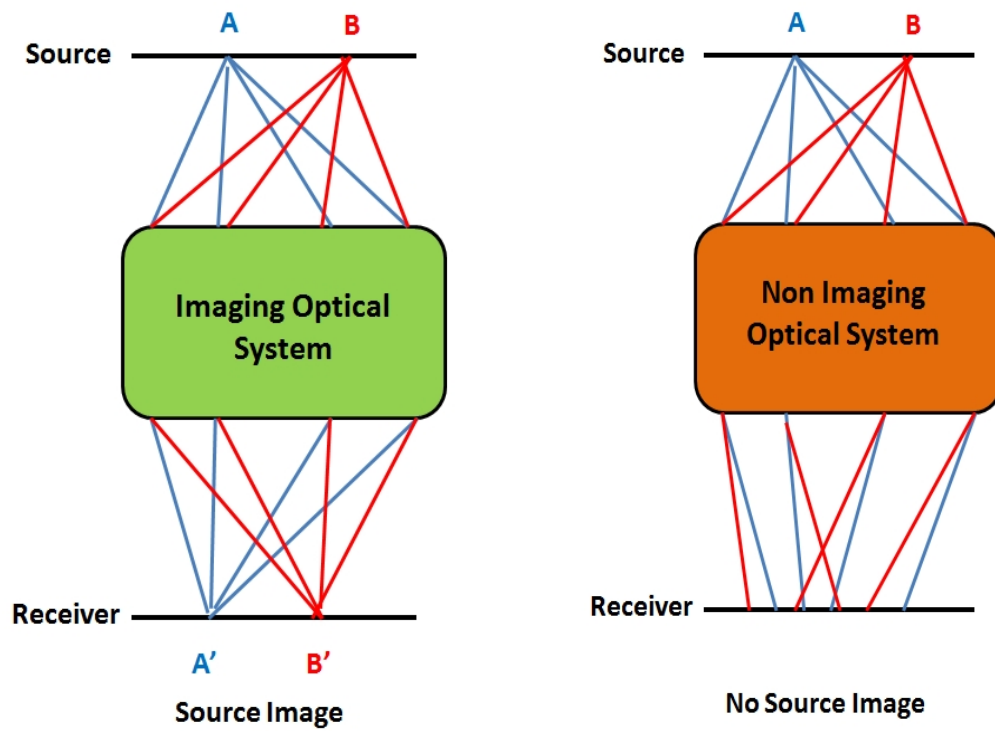 A B
Source
Imaging Optical
System
Receiver
A’ B’
Source Image
A B
Source
Non Imaging
Optical System
Receiver
No Source Image